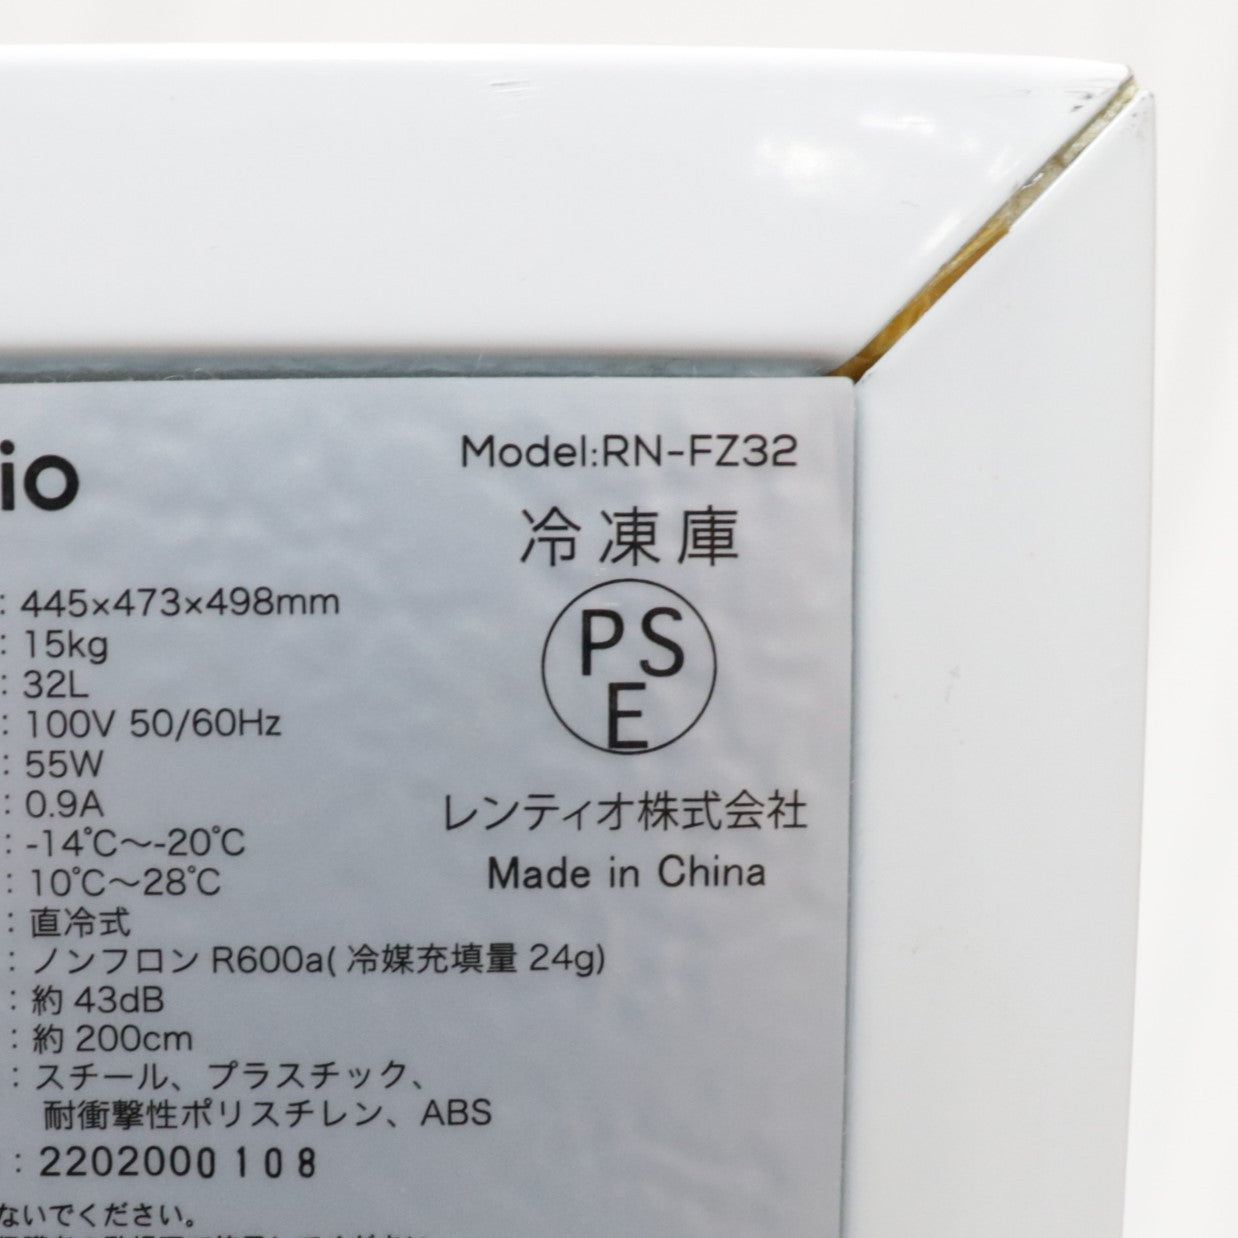 io
Model:RN-FZ32
冷凍庫
PS
E
レンティオ株式会社
Made in China
: 445×473×498mm
: 15kg
: 32L
: 100V 50/60Hz
: 55W
: 0.9A
: -14℃～-20℃
: 10℃～28℃
: 直冷式
: ノンフロン R600a( 冷媒充填量 24g)
: 約 43dB
: 約 200cm
: スチール、プラスチック、
耐衝撃性ポリスチレン、ABS
: 2202000108
ないでください。